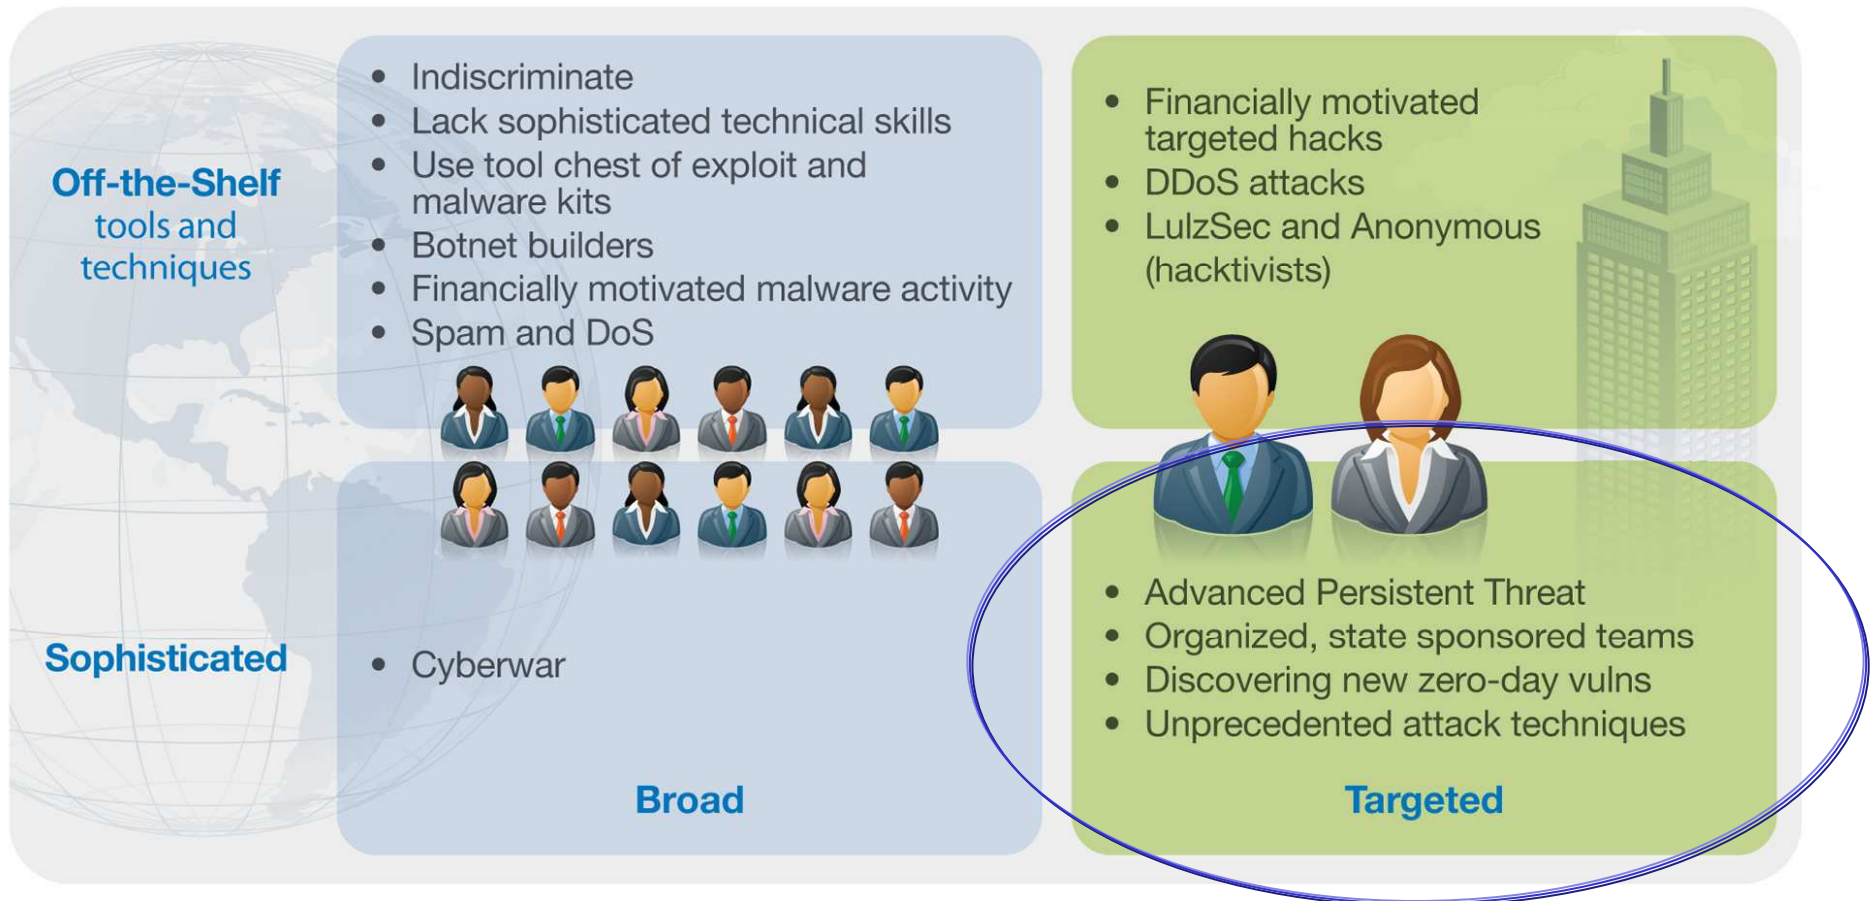 Off-the-Shelf
tools and
techniques
• Indiscriminate
• Lack sophisticated technical skills
• Use tool chest of exploit and
malware kits
• Botnet builders
• Financially motivated malware activity
• Spam and DoS
• Financially motivated
targeted hacks
• DDoS attacks
• LulzSec and Anonymous
(hacktivists)
Sophisticated
• Cyberwar
• Advanced Persistent Threat
• Organized, state sponsored teams
• Discovering new zero-day vulns
• Unprecedented attack techniques
Broad
Targeted